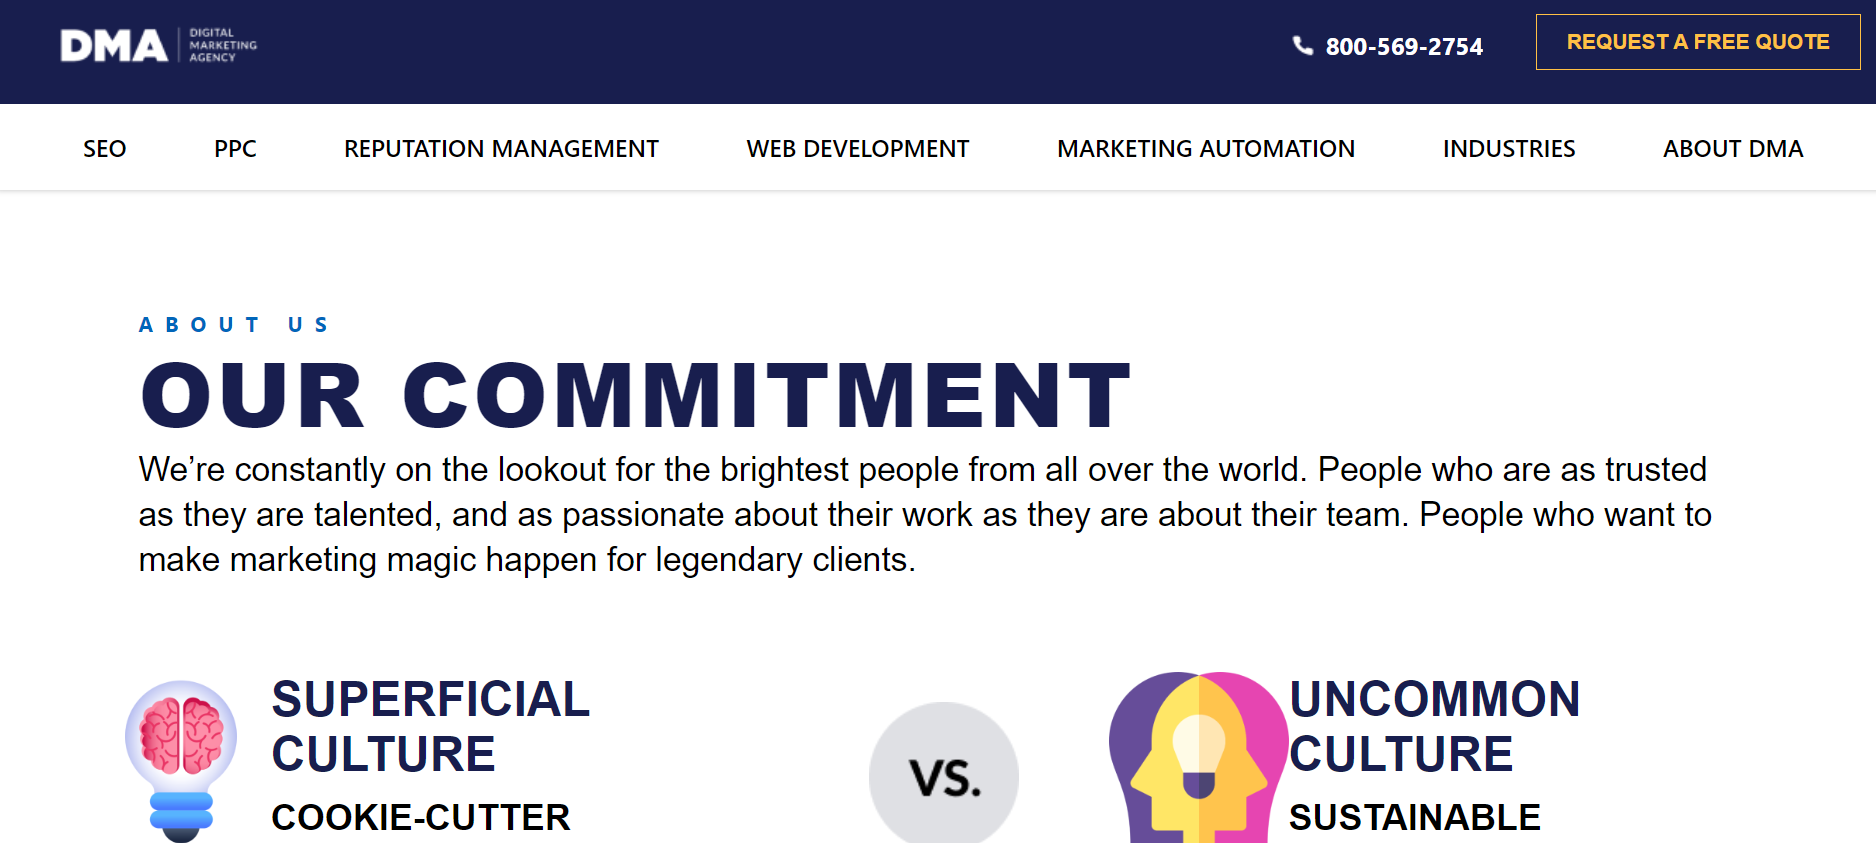 DMA
DIGITAL
MARKETING
AGENCY
800-569-2754
REQUEST A FREE QUOTE
SEO
PPC
REPUTATION MANAGEMENT
WEB DEVELOPMENT
MARKETING AUTOMATION
INDUSTRIES
ABOUT DMA
ABOUT US
OUR COMMITMENT
We’re constantly on the lookout for the brightest people from all over the world. People who are as trusted
as they are talented, and as passionate about their work as they are about their team. People who want to
make marketing magic happen for legendary clients.
SUPERFICIAL
CULTURE
COOKIE-CUTTER
VS.
UNCOMMON
CULTURE
SUSTAINABLE